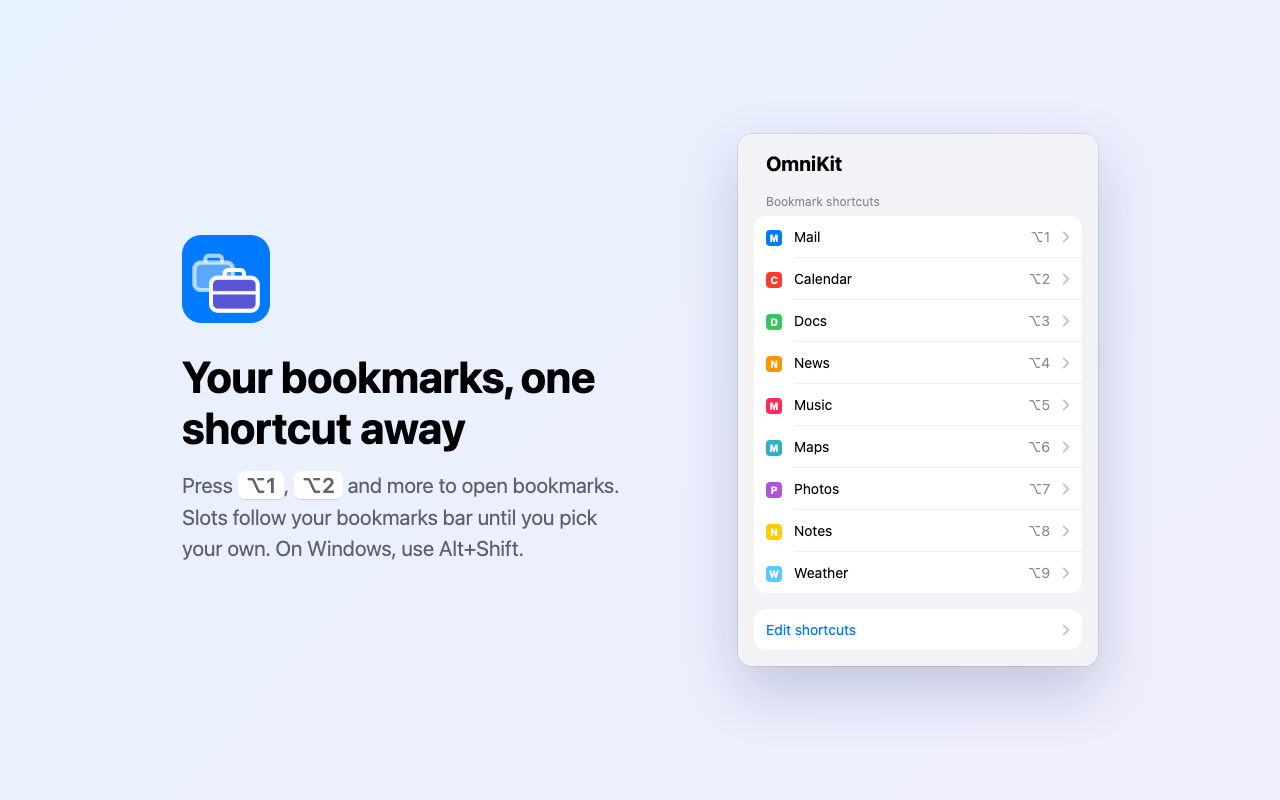 Your bookmarks, one
shortcut away
Press ⌥1, ⌥2 and more to open bookmarks.
Slots follow your bookmarks bar until you pick
your own. On Windows, use Alt+Shift.
OmniKit
Bookmark shortcuts
M Mail ⌥1
C Calendar ⌥2
D Docs ⌥3
N News ⌥4
M Music ⌥5
M Maps ⌥6
P Photos ⌥7
N Notes ⌥8
W Weather ⌥9
Edit shortcuts